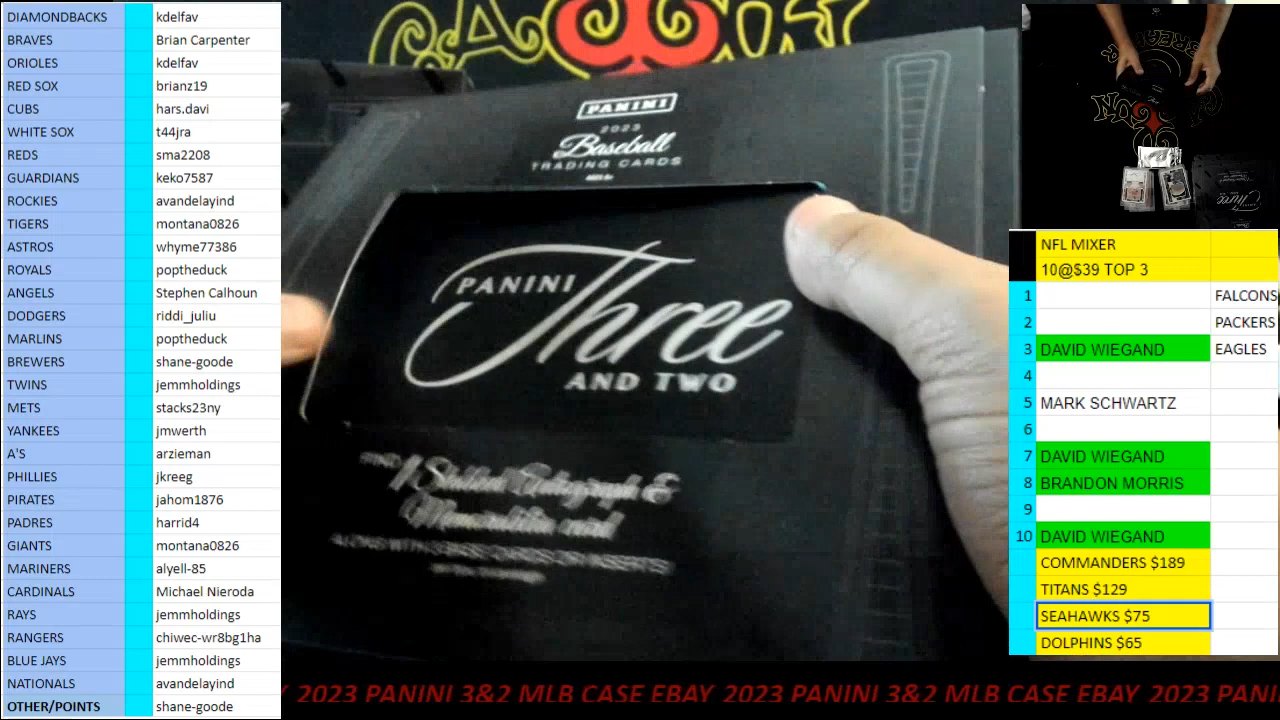 DIAMONDBACKS kdelfav
BRAVES Brian Carpenter
ORIOLES kdelfav
RED SOX brianz19
CUBS hars.davi
WHITE SOX t44jra
REDS sma2208
GUARDIANS keko7587
ROCKIES avandelayind
TIGERS montana0826
ASTROS whyme77386
ROYALS poptheduck
ANGELS Stephen Calhoun
DODGERS riddi_juliu
MARLINS poptheduck
BREWERS shane-goode
TWINS jemmholdings
METS stacks23ny
YANKEES jmwerth
A'S arzieman
PHILLIES jkreeg
PIRATES jahom1876
PADRES harrid4
GIANTS montana0826
MARINERS alyell-85
CARDINALS Michael Nieroda
RAYS jemmholdings
RANGERS chiwec-wr8bg1ha
BLUE JAYS jemmholdings
NATIONALS avandelayind
OTHER/POINTS shane-goode
PANINI
2023
Baseball
TRADING CARDS
PANINI
Three
AND TWO
Autograph &
NFL MIXER
10@$39 TOP 3
1 FALCONS
2 PACKERS
3 DAVID WIEGAND EAGLES
4
5 MARK SCHWARTZ
6
7 DAVID WIEGAND
8 BRANDON MORRIS
9
10 DAVID WIEGAND
COMMANDERS $189
TITANS $129
SEAHAWKS $75
DOLPHINS $65
2023 PANINI 3&2 MLB CASE EBAY 2023 PANINI 3&2 MLB CASE EBAY 2023 PANI